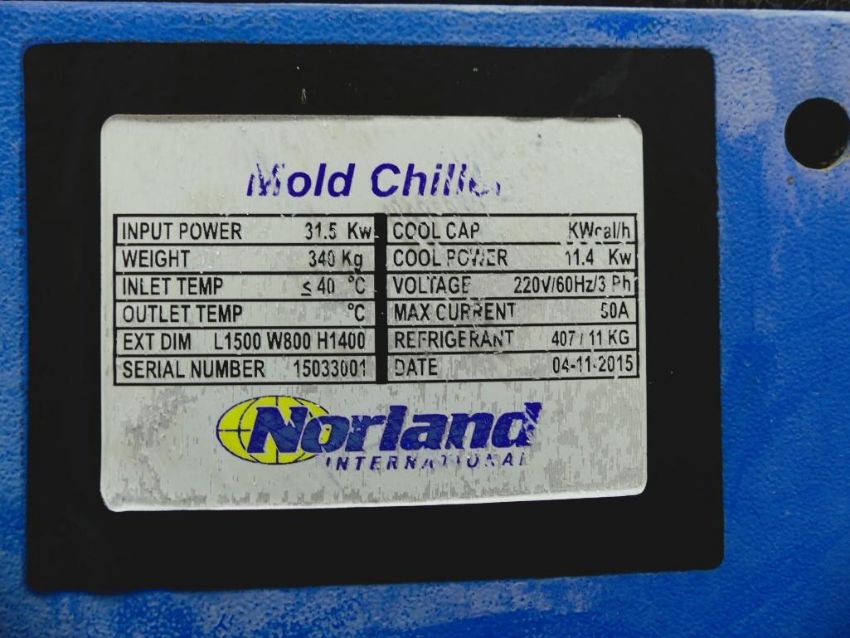 Mold Chiller
INPUT POWER 31.5 Kw
COOL CAP KWcal/h
WEIGHT 340 Kg
COOL POWER 11.4 Kw
INLET TEMP ≤ 40 °C
VOLTAGE 220V/60Hz/3 Ph
OUTLET TEMP °C
MAX CURRENT 50A
EXT DIM L1500 W800 H1400
REFRIGERANT 407 / 11 KG
SERIAL NUMBER 15033001
DATE 04-11-2015
Norland
INTERNATIONAL